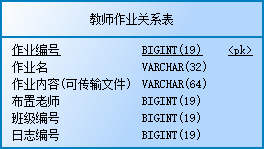 教师作业关系表
作业编号 BIGINT(19) <pk>
作业名 VARCHAR(32)
作业内容(可传输文件) VARCHAR(64)
布置老师 BIGINT(19)
班级编号 BIGINT(19)
日志编号 BIGINT(19)